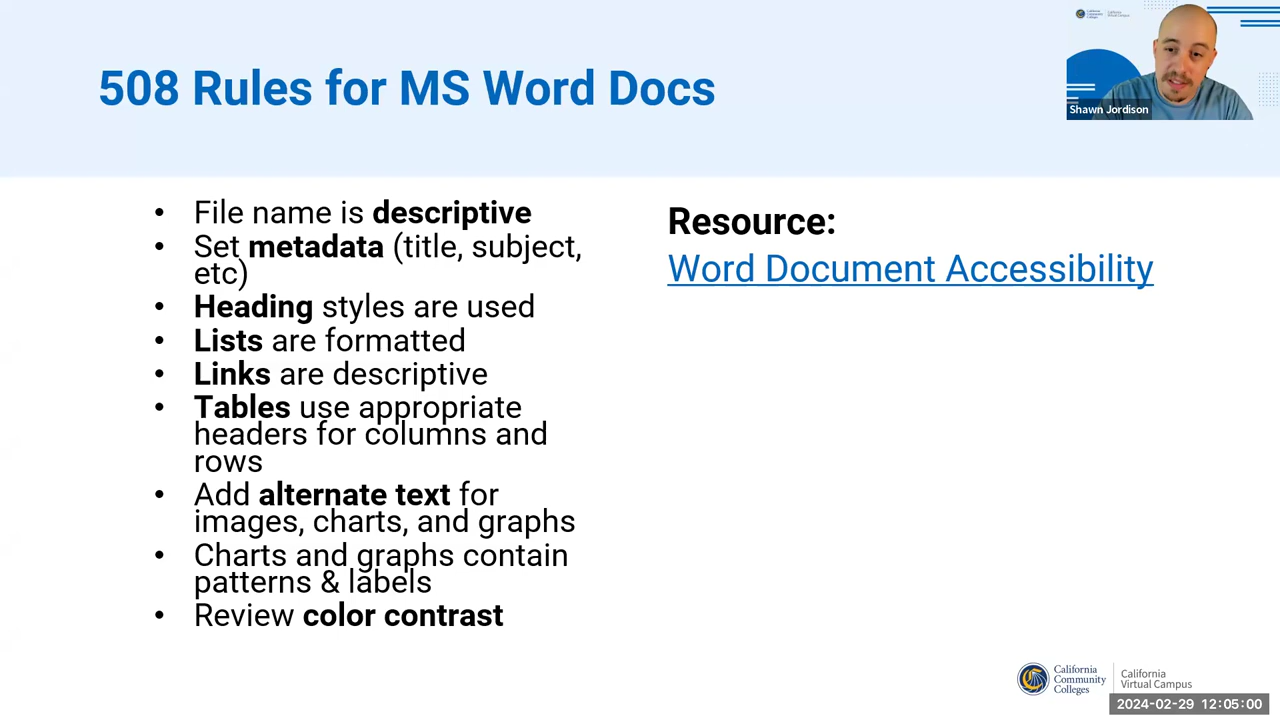 508 Rules for MS Word Docs
Shawn Jordison
• File name is descriptive
• Set metadata (title, subject,
etc)
• Heading styles are used
• Lists are formatted
• Links are descriptive
• Tables use appropriate
headers for columns and
rows
• Add alternate text for
images, charts, and graphs
• Charts and graphs contain
patterns & labels
• Review color contrast
Resource:
Word Document Accessibility
California
Community
Colleges
California
Virtual Campus
2024-02-29 12:05:00